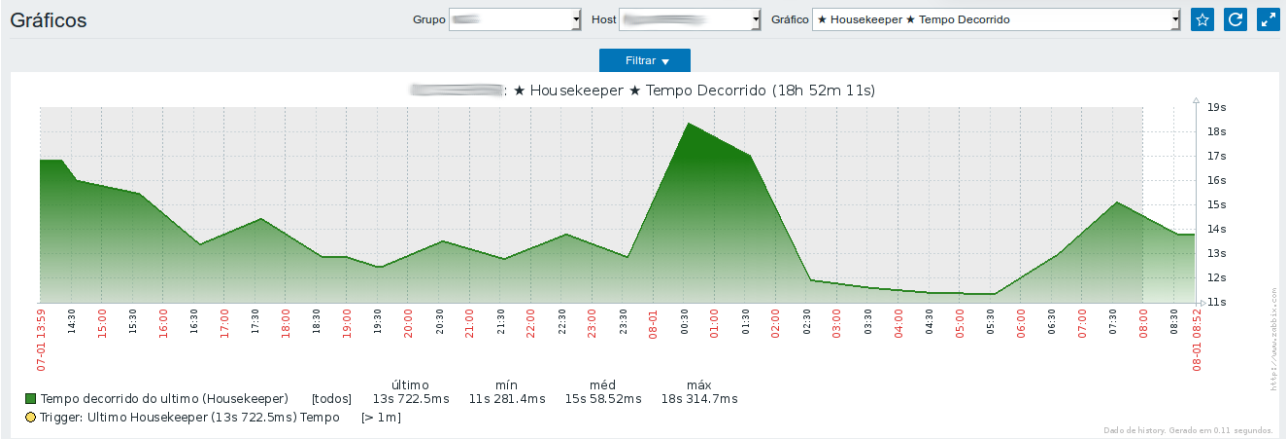 Gráficos Grupo Host Gráfico ★ Housekeeper ★ Tempo Decorrido
Filtrar
: ★ Housekeeper ★ Tempo Decorrido (18h 52m 11s)
19s
18s
17s
16s
15s
14s
13s
12s
11s
07-01 13:59 14:30 15:00 15:30 16:00 16:30 17:00 17:30 18:00 18:30 19:00 19:30 20:00 20:30 21:00 21:30 22:00 22:30 23:00 23:30 08-01 00:30 01:00 01:30 02:00 02:30 03:00 03:30 04:00 04:30 05:00 05:30 06:00 06:30 07:00 07:30 08:00 08:30 08-01 08:52
http://www.zabbix.com
último mín méd máx
Tempo decorrido do ultimo (Housekeeper) [todos] 13s 722.5ms 11s 281.4ms 15s 58.52ms 18s 314.7ms
Trigger: Ultimo Housekeeper (13s 722.5ms) Tempo [> 1m]
Dado de history. Gerado em 0,11 segundos.